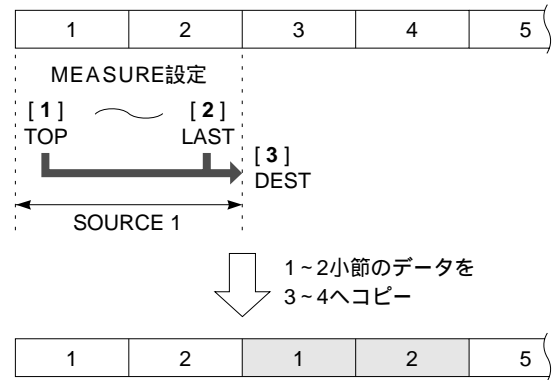 1 2 3 4 5
MEASURE設定
[ 1 ] [ 2 ]
TOP LAST
[ 3 ]
DEST
SOURCE 1
1~2小節のデータを
3~4へコピー
1 2 1 2 5